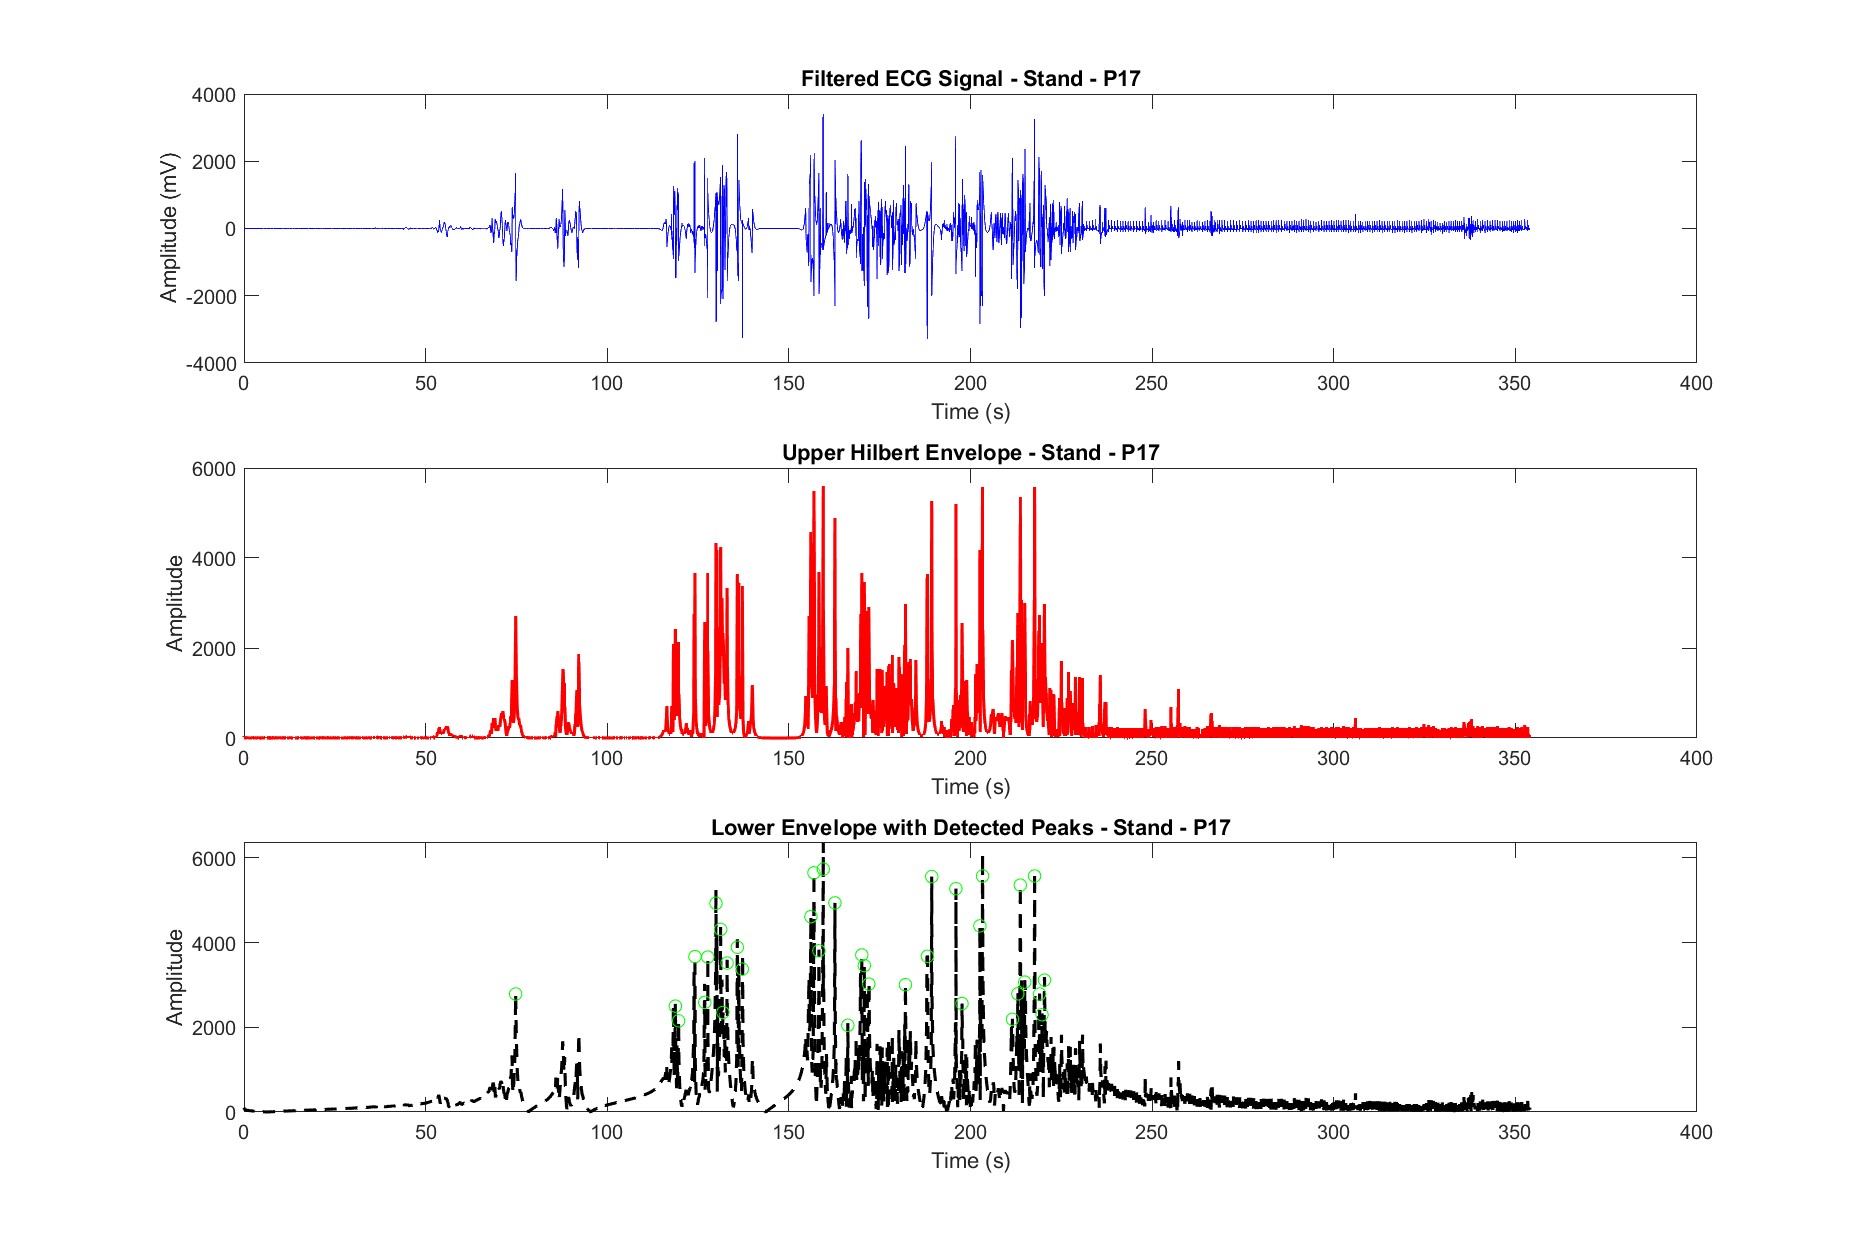 Filtered ECG Signal - Stand - P17
4000
2000
0
-2000
-4000
Amplitude (mV)
0 50 100 150 200 250 300 350 400
Time (s)
Upper Hilbert Envelope - Stand - P17
6000
4000
2000
0
Amplitude
0 50 100 150 200 250 300 350 400
Time (s)
Lower Envelope with Detected Peaks - Stand - P17
6000
4000
2000
0
Amplitude
0 50 100 150 200 250 300 350 400
Time (s)